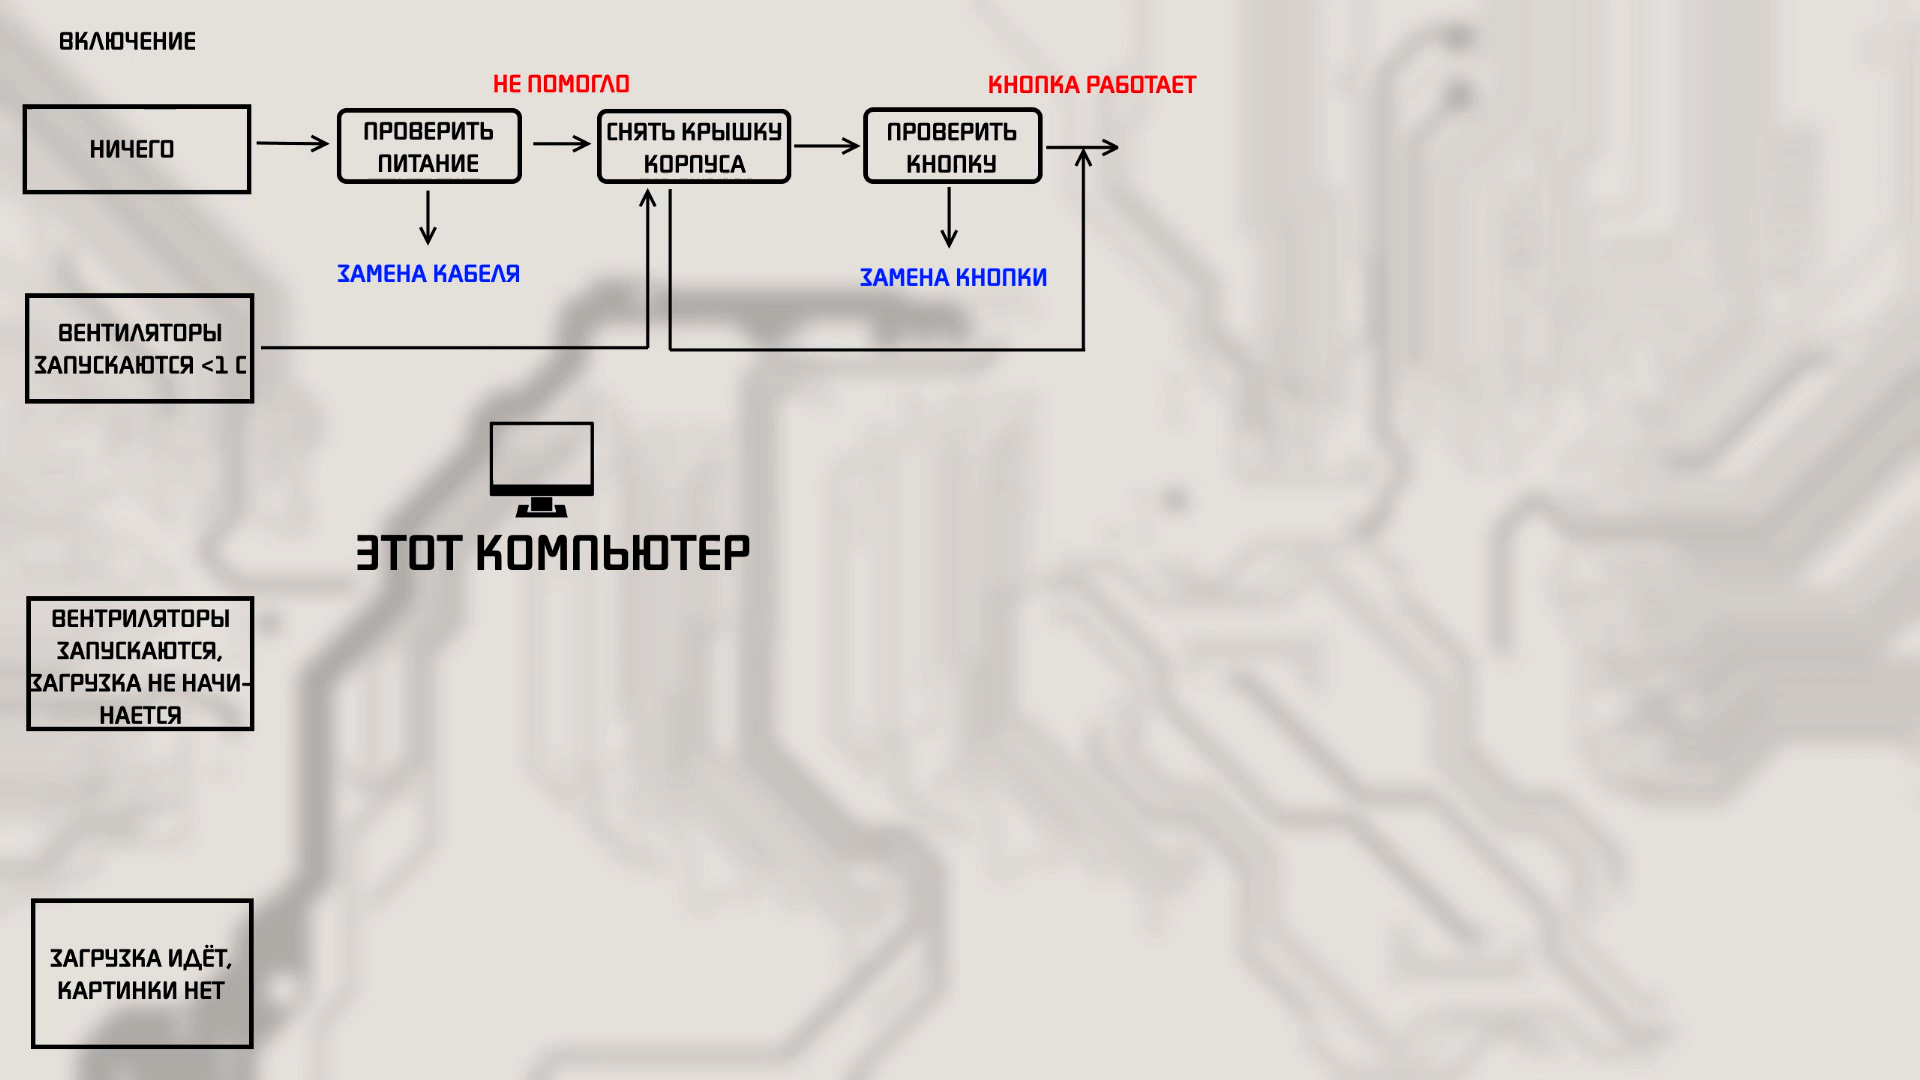 ВКЛЮЧЕНИЕ
НЕ ПОМОГЛО
КНОПКА РАБОТАЕТ
НИЧЕГО
ПРОВЕРИТЬ
ПИТАНИЕ
СНЯТЬ КРЫШКУ
КОРПУСА
ПРОВЕРИТЬ
КНОПКУ
ЗАМЕНА КАБЕЛЯ
ЗАМЕНА КНОПКИ
ВЕНТИЛЯТОРЫ
ЗАПУСКАЮТСЯ <1 С
ЭТОТ КОМПЬЮТЕР
ВЕНТРИЛЯТОРЫ
ЗАПУСКАЮТСЯ,
ЗАГРУЗКА НЕ НАЧИ-
НАЕТСЯ
ЗАГРУЗКА ИДЁТ,
КАРТИНКИ НЕТ